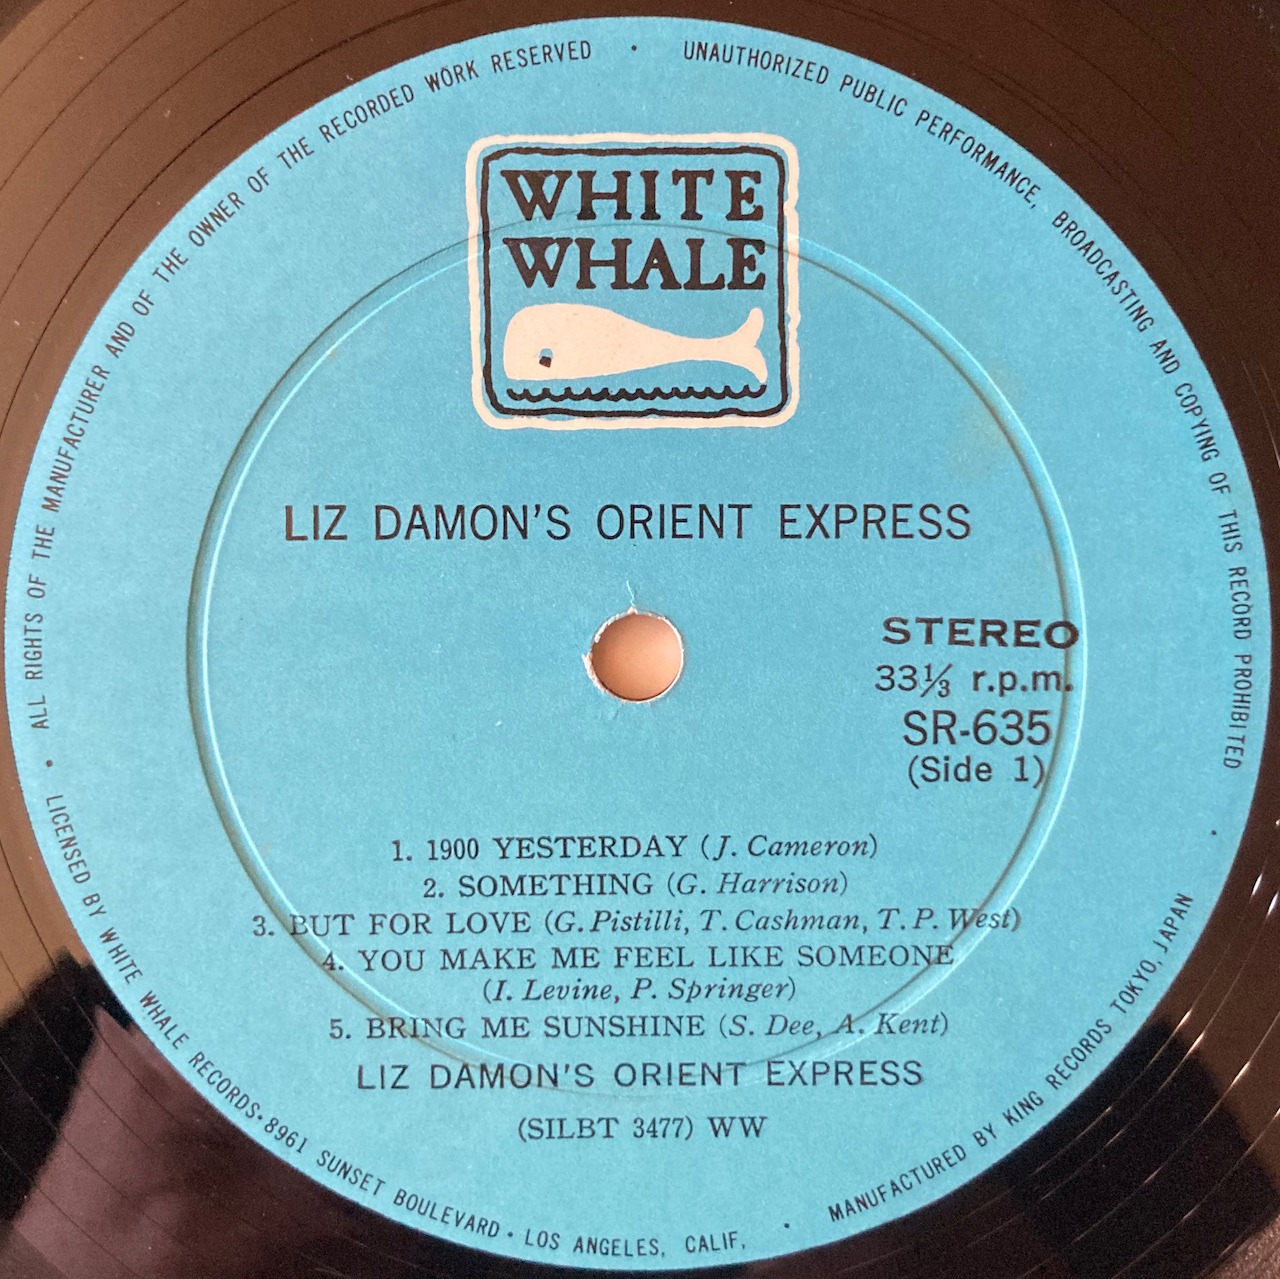 ALL RIGHTS OF THE MANUFACTURER AND OF THE OWNER OF THE RECORDED WORK RESERVED • UNAUTHORIZED PUBLIC PERFORMANCE, BROADCASTING AND COPYING OF THIS RECORD PROHIBITED
WHITE
WHALE
LIZ DAMON'S ORIENT EXPRESS
STEREO
33⅓ r.p.m.
SR-635
(Side 1)
1. 1900 YESTERDAY (J. Cameron)
2. SOMETHING (G. Harrison)
3. BUT FOR LOVE (G. Pistilli, T. Cashman, T. P. West)
4. YOU MAKE ME FEEL LIKE SOMEONE
(I. Levine, P. Springer)
5. BRING ME SUNSHINE (S. Dee, A. Kent)
LIZ DAMON'S ORIENT EXPRESS
(SILBT 3477) WW
• LICENSED BY WHITE WHALE RECORDS • 8961 SUNSET BOULEVARD • LOS ANGELES, CALIF, • MANUFACTURED BY KING RECORDS TOKYO, JAPAN •